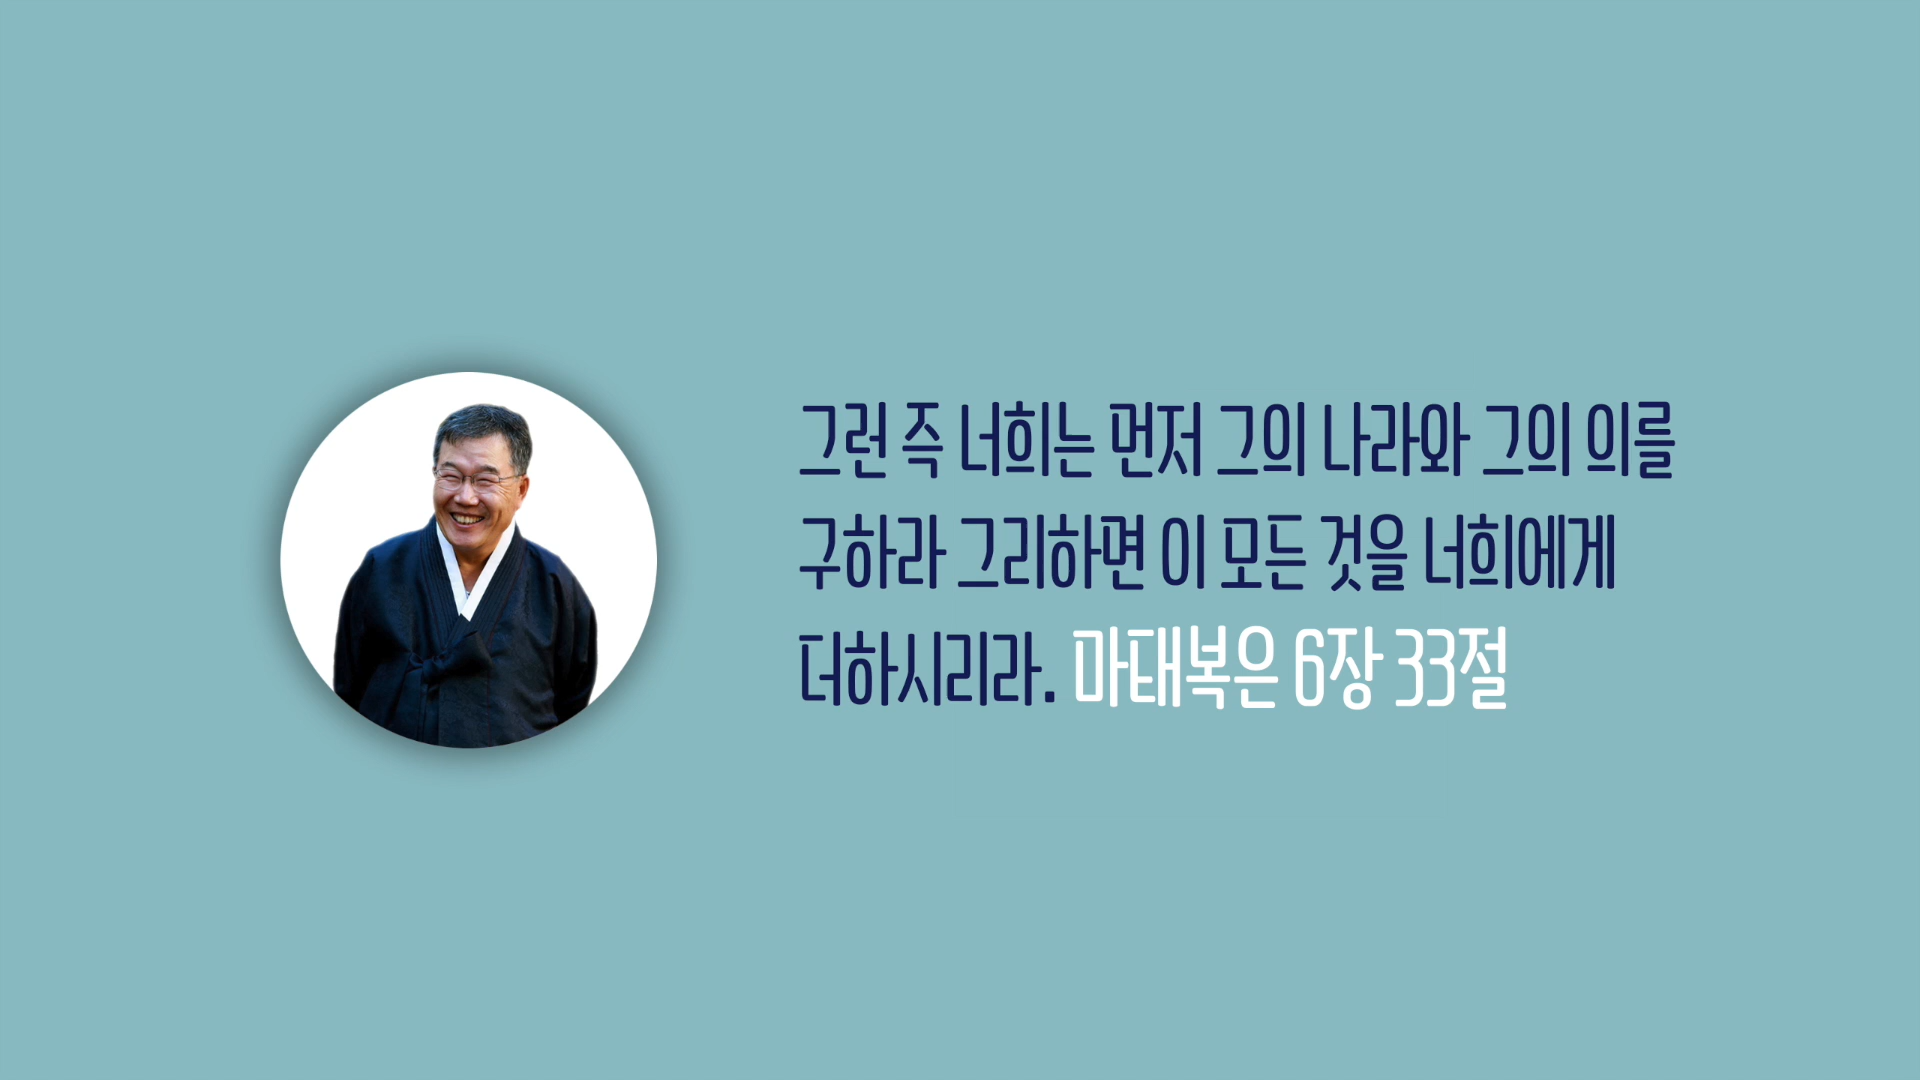 그런 즉 너희는 먼저 그의 나라와 그의 의를
구하라 그리하면 이 모든 것을 너희에게
더하시리라. 마태복은 6장 33절